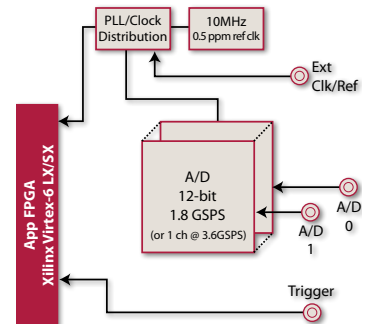 PLL/Clock
Distribution
10MHz
0.5 ppm ref clk
Ext
Clk/Ref
App FPGA
Xilinx Virtex-6 LX/SX
A/D
12-bit
1.8 GSPS
(or 1 ch @ 3.6GSPS)
A/D
0
A/D
1
Trigger